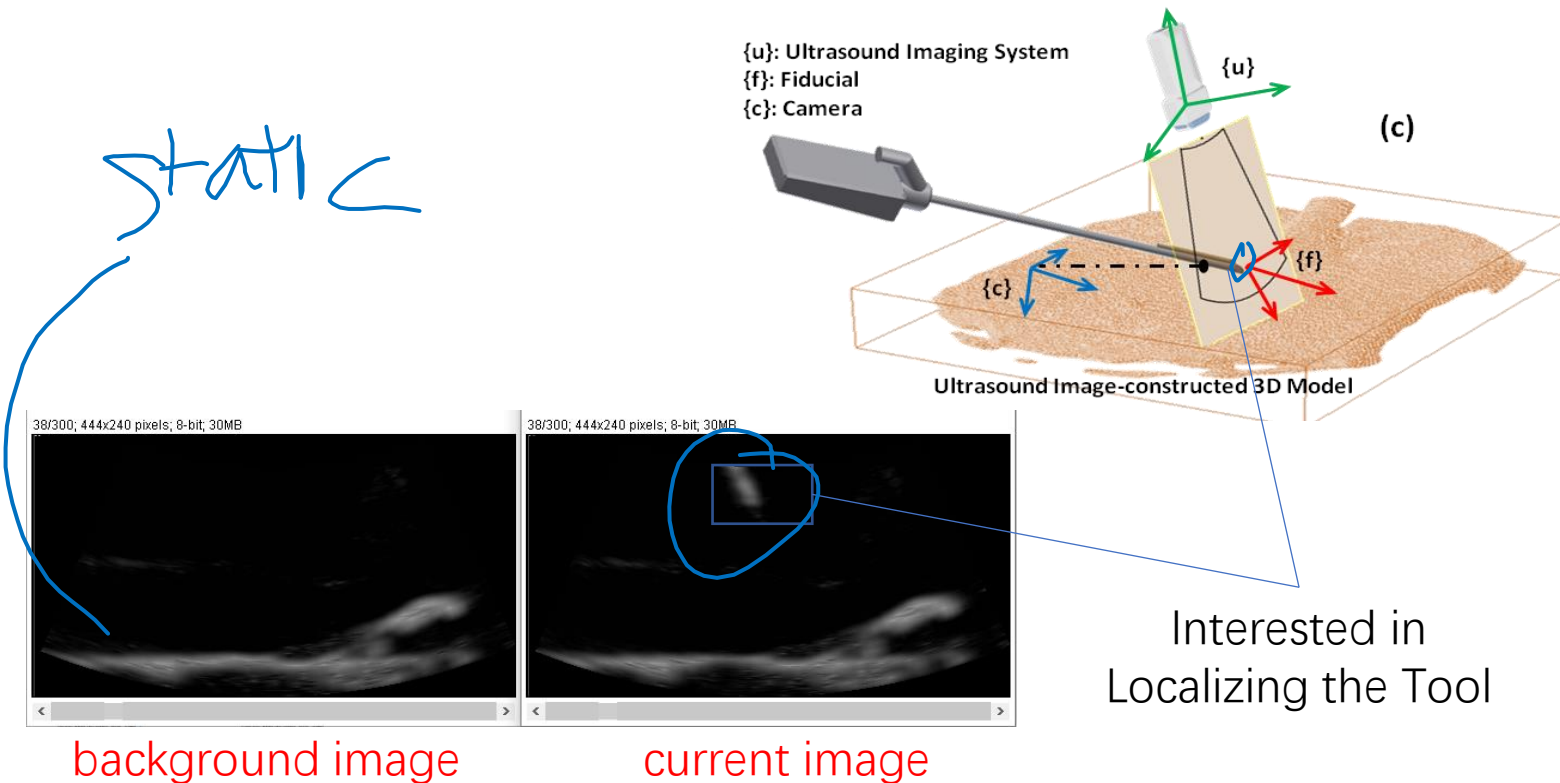 {u}: Ultrasound Imaging System
{f}: Fiducial
{c}: Camera
{u}
(c)
static
{f}
{c}
Ultrasound Image-constructed 3D Model
38/300; 444x240 pixels; 8-bit; 30MB
38/300; 444x240 pixels; 8-bit; 30MB
Interested in
Localizing the Tool
background image
current image